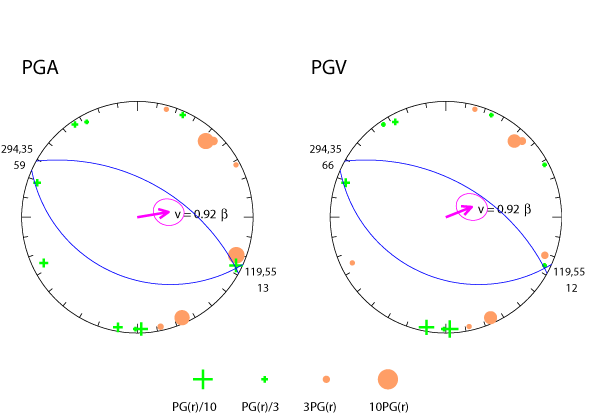 PGA
PGV
294,35
59
v = 0.92 β
119,55
13
294,35
66
v = 0.92 β
119,55
12
PG(r)/10
PG(r)/3
3PG(r)
10PG(r)